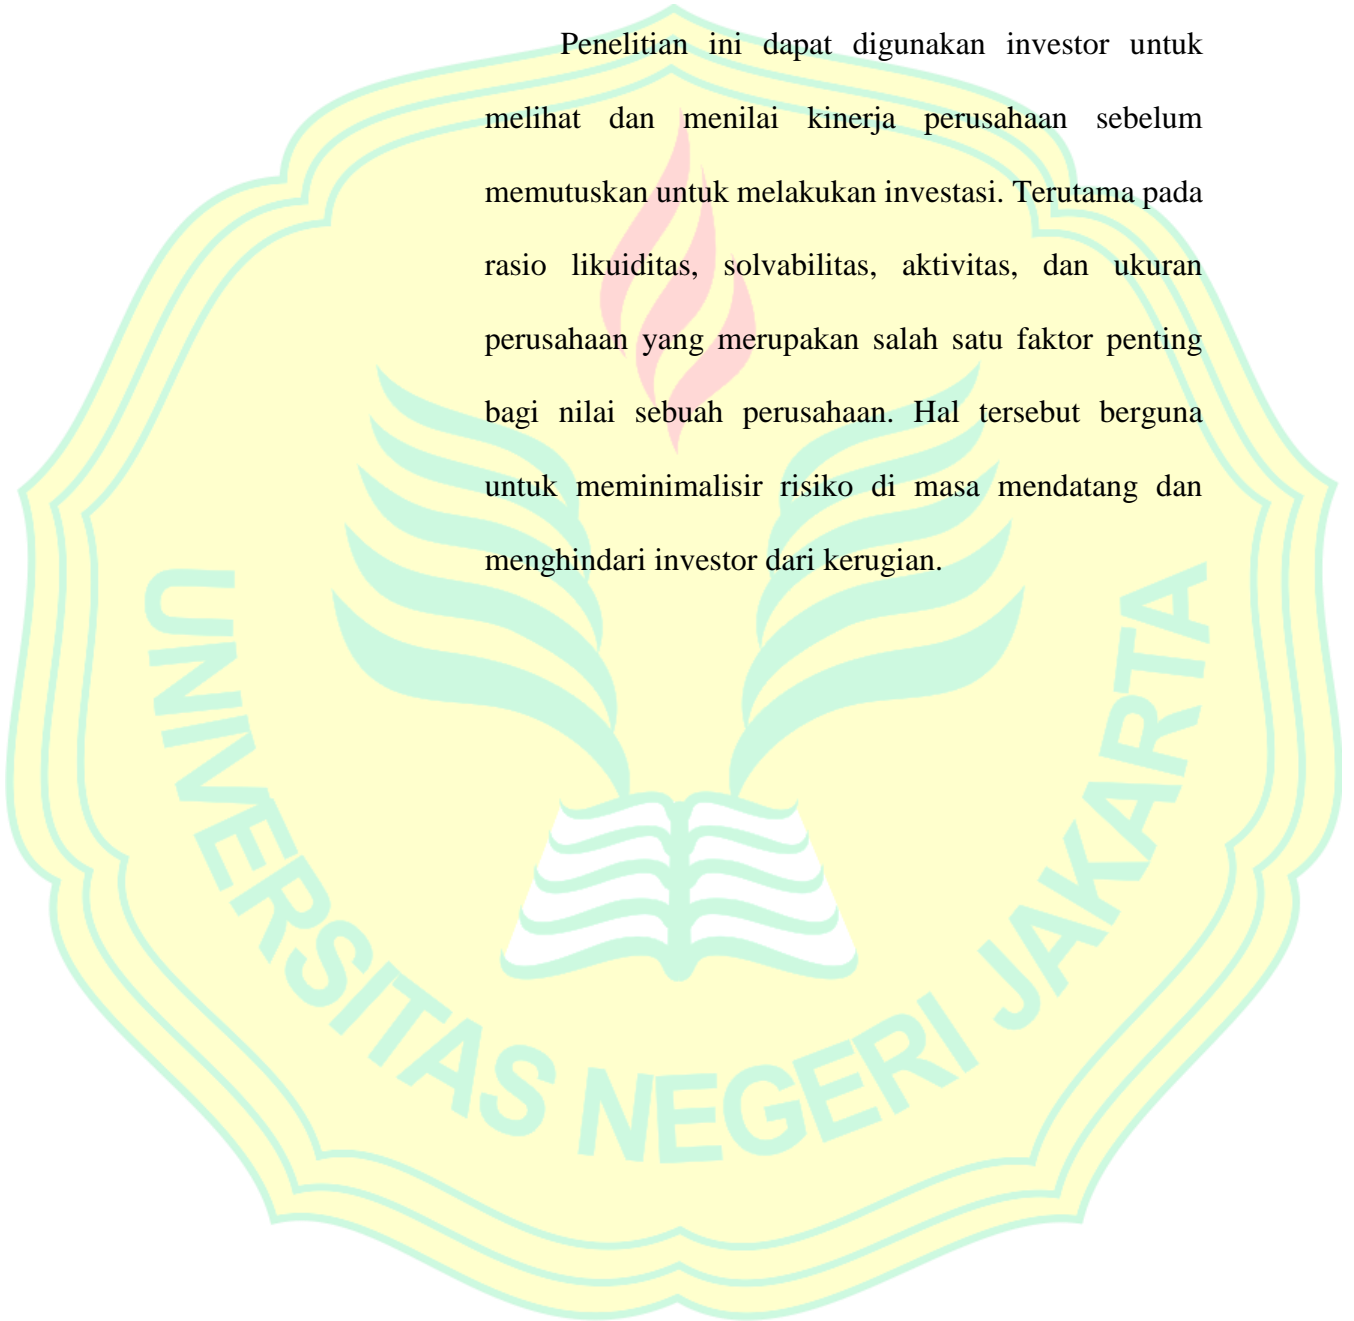 Penelitian ini dapat digunakan investor untuk
melihat dan menilai kinerja perusahaan sebelum
memutuskan untuk melakukan investasi. Terutama pada
rasio likuiditas, solvabilitas, aktivitas, dan ukuran
perusahaan yang merupakan salah satu faktor penting
bagi nilai sebuah perusahaan. Hal tersebut berguna
untuk meminimalisir risiko di masa mendatang dan
menghindari investor dari kerugian.
UNIVERSITAS NEGERI JAKARTA